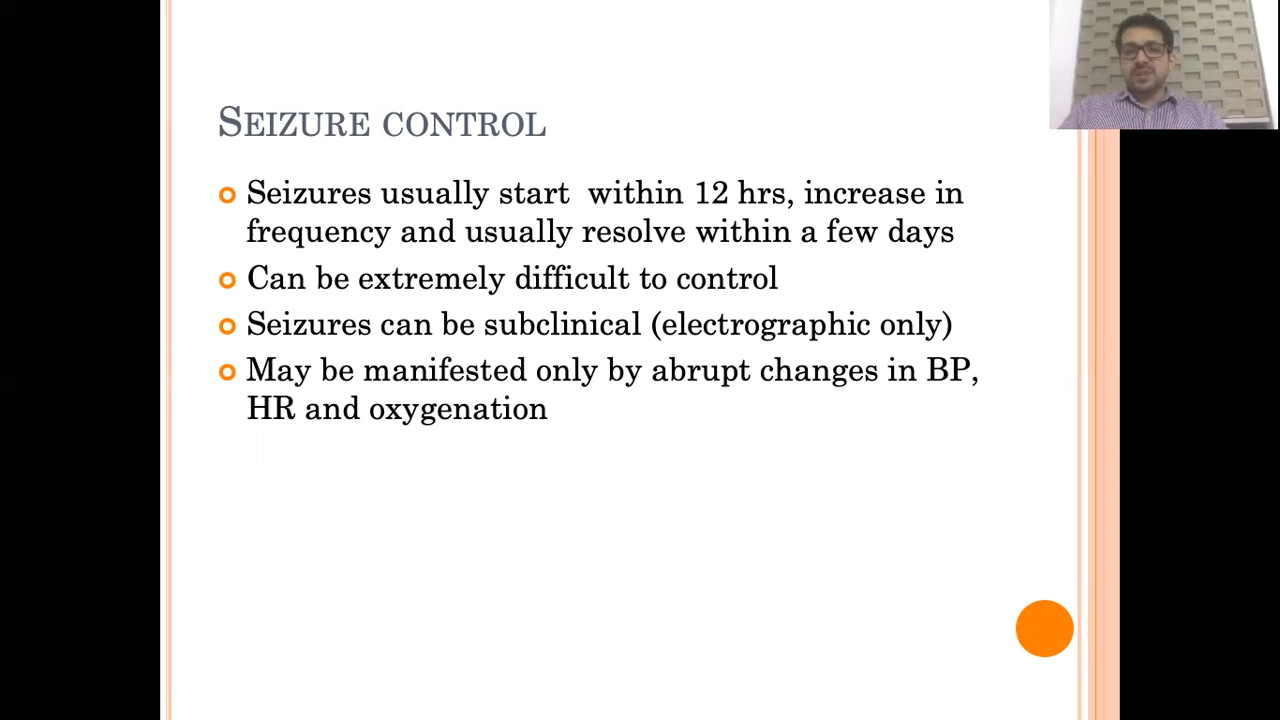 SEIZURE CONTROL
Seizures usually start within 12 hrs, increase in
frequency and usually resolve within a few days
Can be extremely difficult to control
Seizures can be subclinical (electrographic only)
May be manifested only by abrupt changes in BP,
HR and oxygenation